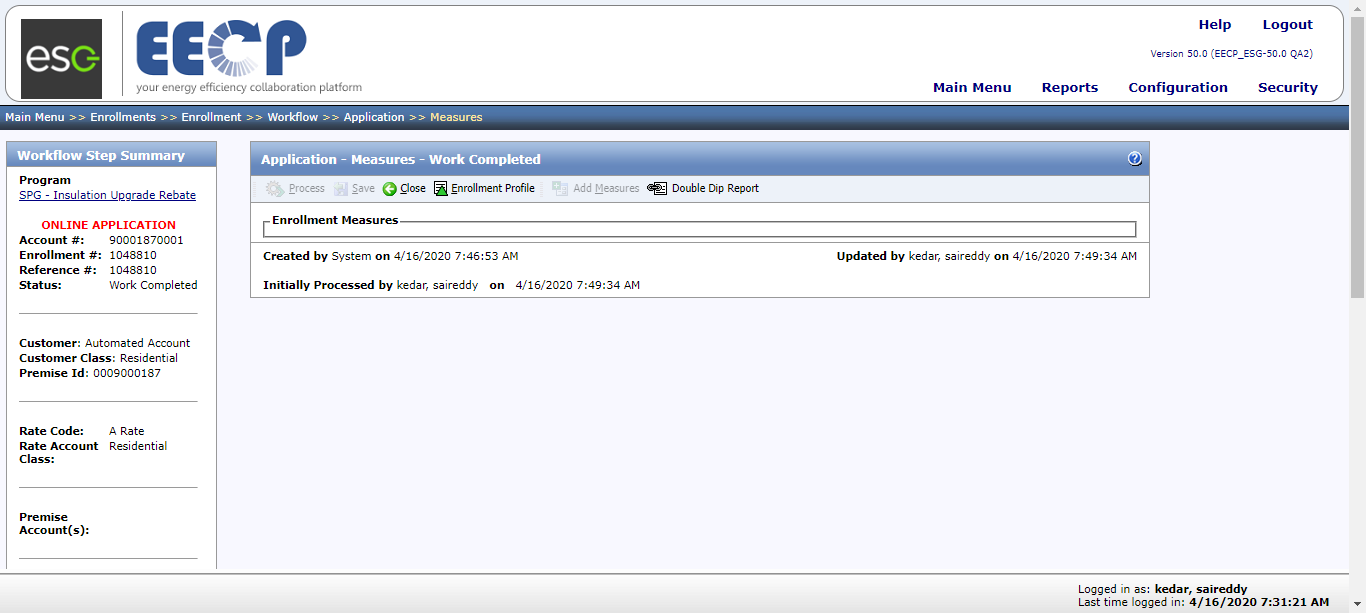 esg
EECP
your energy efficiency collaboration platform
Help Logout
Version 50.0 (EECP_ESG-50.0 QA2)
Main Menu Reports Configuration Security
Main Menu >> Enrollments >> Enrollment >> Workflow >> Application >> Measures
Workflow Step Summary
Program
SPG - Insulation Upgrade Rebate
ONLINE APPLICATION
Account #: 90001870001
Enrollment #: 1048810
Reference #: 1048810
Status: Work Completed
Customer: Automated Account
Customer Class: Residential
Premise Id: 0009000187
Rate Code: A Rate
Rate Account Residential
Class:
Premise
Account(s):
Application - Measures - Work Completed
?
Process Save Close Enrollment Profile Add Measures Double Dip Report
Enrollment Measures
Created by System on 4/16/2020 7:46:53 AM Updated by kedar, saireddy on 4/16/2020 7:49:34 AM
Initially Processed by kedar, saireddy on 4/16/2020 7:49:34 AM
Logged in as: kedar, saireddy
Last time logged in: 4/16/2020 7:31:21 AM